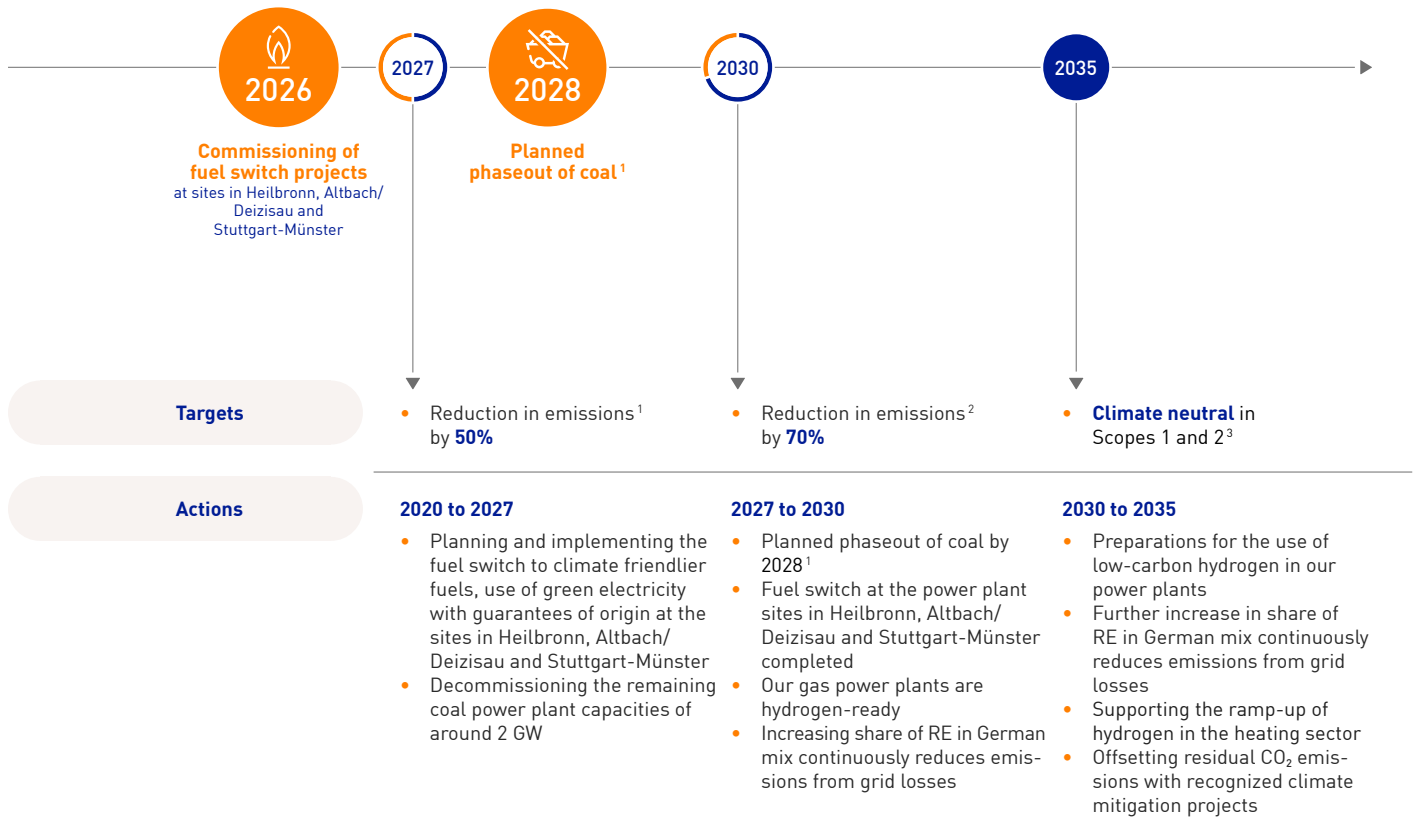 2026
2027
2028
2030
2035
Commissioning of
fuel switch projects
at sites in Heilbronn, Altbach/
Deizisau and
Stuttgart-Münster
Planned
phaseout of coal 1
Targets
• Reduction in emissions 1
by 50%
• Reduction in emissions 2
by 70%
• Climate neutral in
Scopes 1 and 2 3
Actions
2020 to 2027
• Planning and implementing the
fuel switch to climate friendlier
fuels, use of green electricity
with guarantees of origin at the
sites in Heilbronn, Altbach/
Deizisau and Stuttgart-Münster
• Decommissioning the remaining
coal power plant capacities of
around 2 GW
2027 to 2030
• Planned phaseout of coal by
2028 1
• Fuel switch at the power plant
sites in Heilbronn, Altbach/
Deizisau and Stuttgart-Münster
completed
• Our gas power plants are
hydrogen-ready
• Increasing share of RE in German
mix continuously reduces emis-
sions from grid losses
2030 to 2035
• Preparations for the use of
low-carbon hydrogen in our
power plants
• Further increase in share of
RE in German mix continuously
reduces emissions from grid
losses
• Supporting the ramp-up of
hydrogen in the heating sector
• Offsetting residual CO₂ emis-
sions with recognized climate
mitigation projects